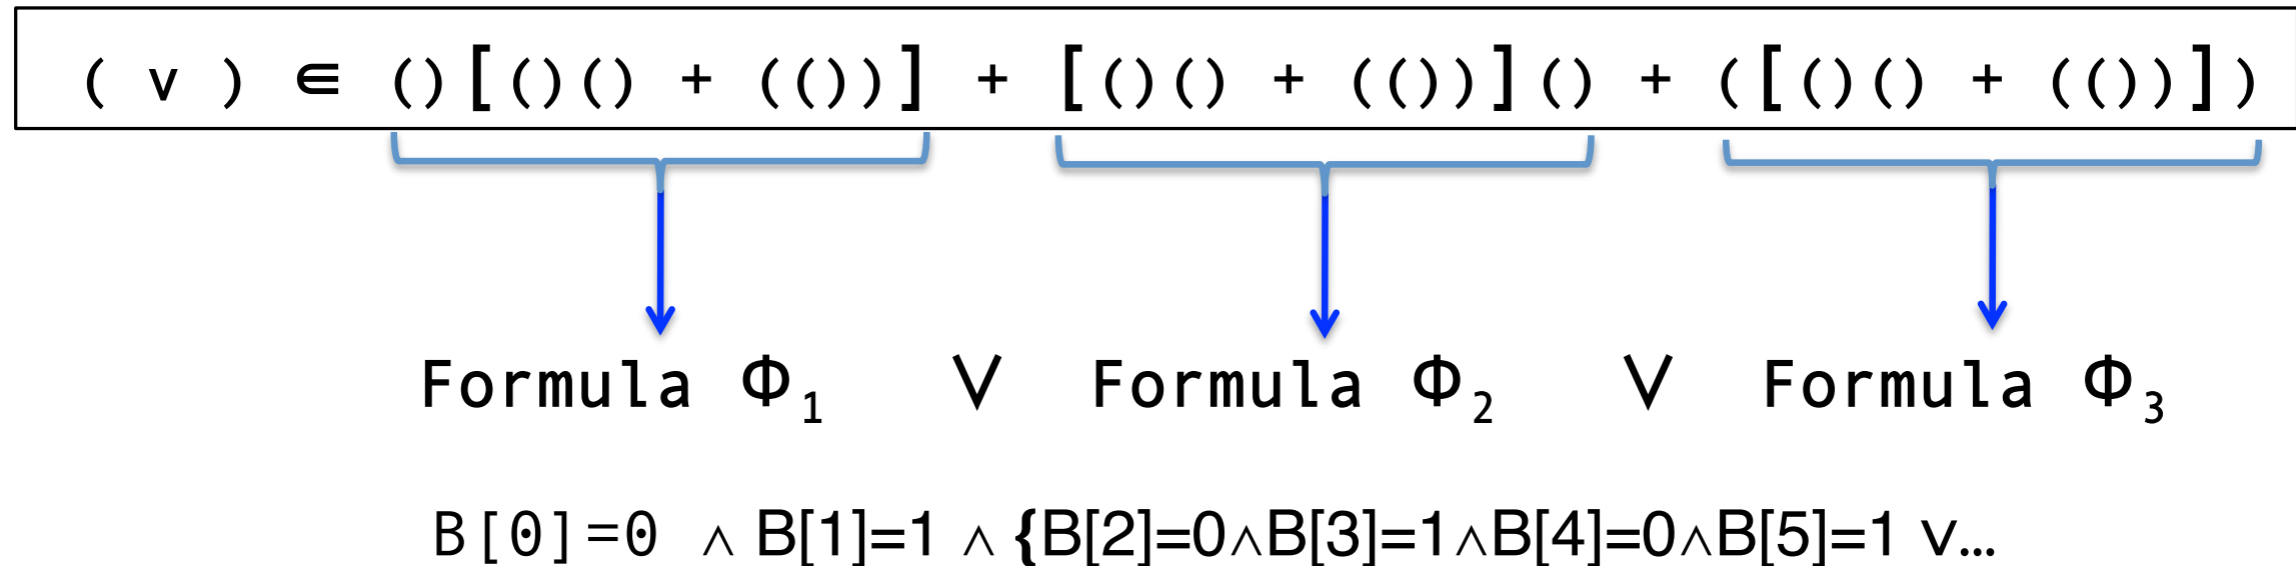 ( v ) ∈ ()[()() + (())] + [()() + (())]() + ([()() + (())])
Formula Φ₁ ∨ Formula Φ₂ ∨ Formula Φ₃
B[0]=0 ∧ B[1]=1 ∧ {B[2]=0∧B[3]=1∧B[4]=0∧B[5]=1 ∨…